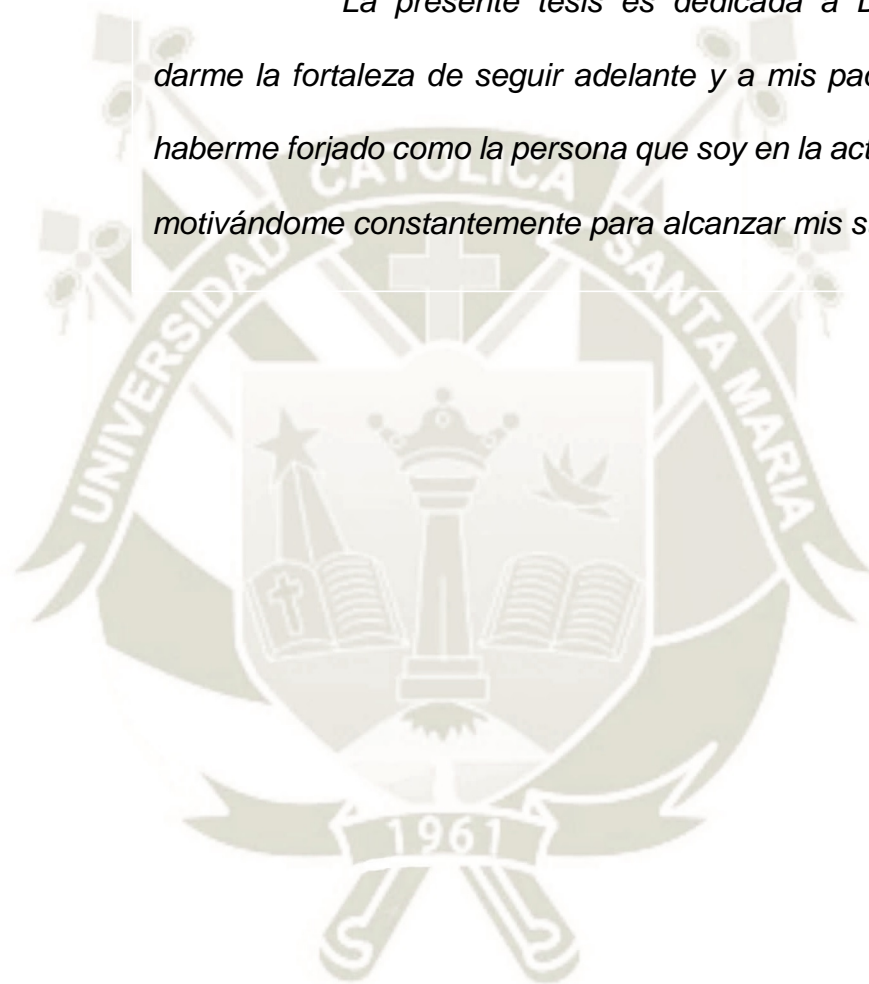 La presente tesis es dedicada a
darme la fortaleza de seguir adelante y a mis
haberme forjado como la persona que soy en la
motivándome constantemente para alcanzar mis
UNIVERSIDAD CATOLICA SANTA MARIA
1961